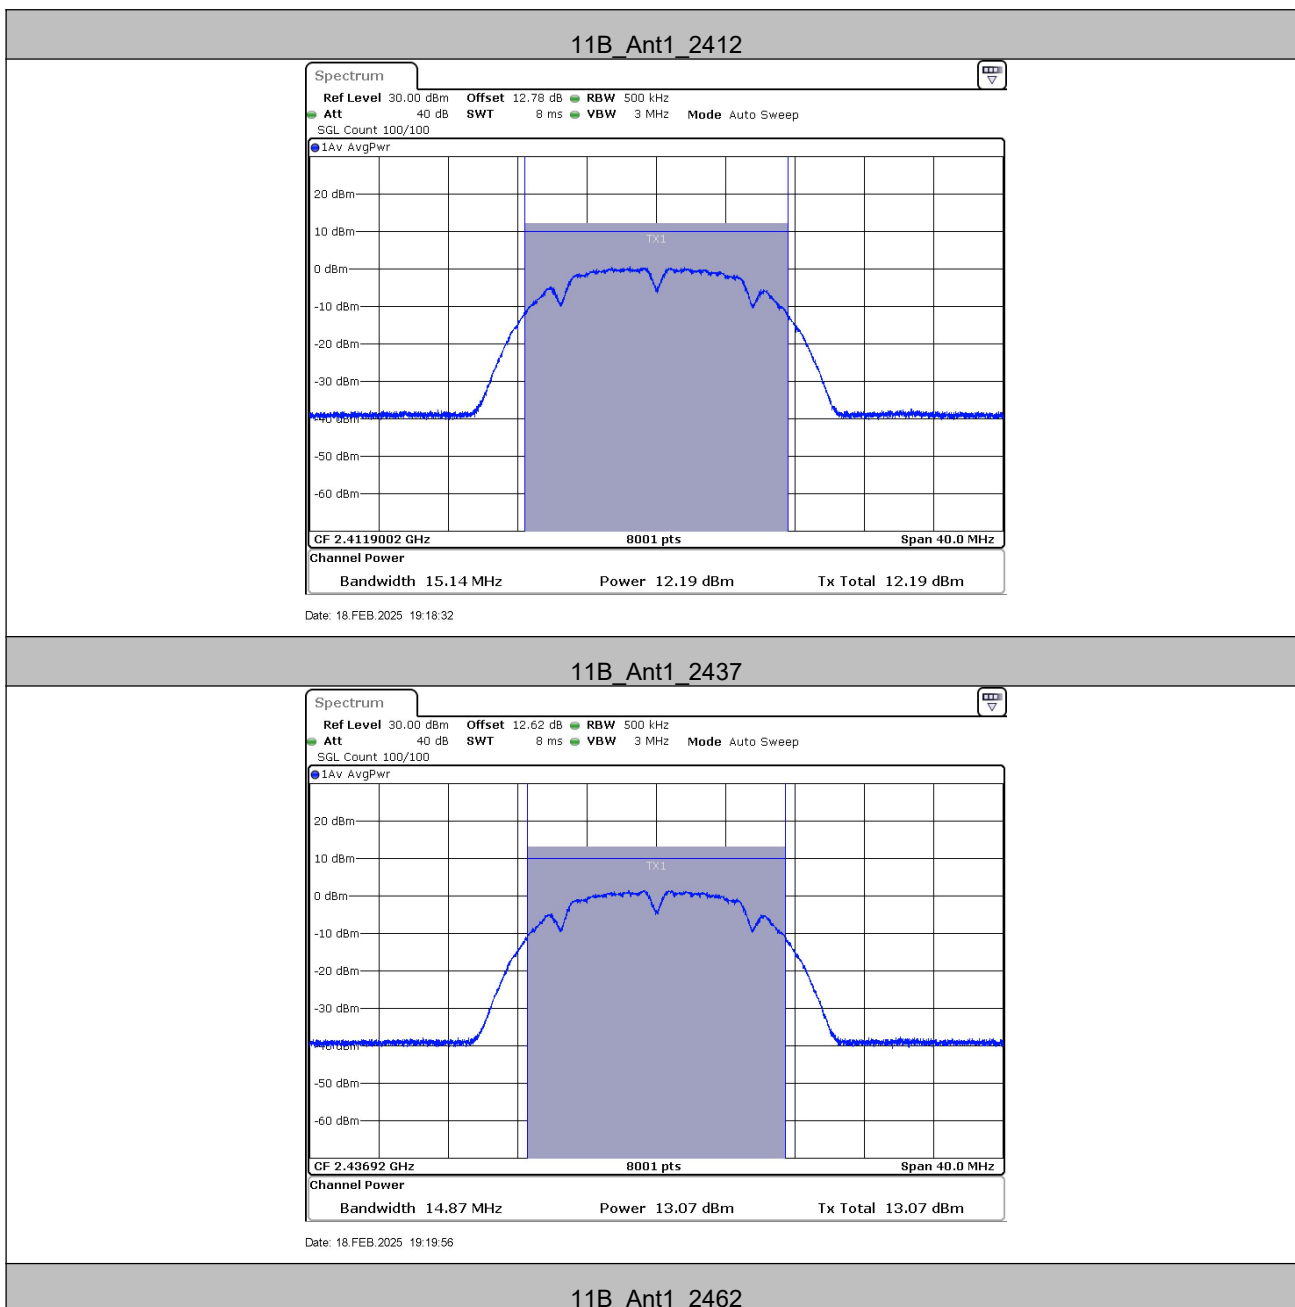 11B_Ant1_2412
Spectrum
Ref Level 30.00 dBm Offset 12.78 dB RBW 500 kHz
Att 40 dB SWT 8 ms VBW 3 MHz Mode Auto Sweep
SGL Count 100/100
1Av AvgPwr
20 dBm
10 dBm
TX1
0 dBm
-10 dBm
-20 dBm
-30 dBm
-40 dBm
-50 dBm
-60 dBm
CF 2.4119002 GHz 8001 pts Span 40.0 MHz
Channel Power
Bandwidth 15.14 MHz Power 12.19 dBm Tx Total 12.19 dBm
Date: 18.FEB.2025 19:18:32
11B_Ant1_2437
Spectrum
Ref Level 30.00 dBm Offset 12.62 dB RBW 500 kHz
Att 40 dB SWT 8 ms VBW 3 MHz Mode Auto Sweep
SGL Count 100/100
1Av AvgPwr
20 dBm
10 dBm
TX1
0 dBm
-10 dBm
-20 dBm
-30 dBm
-40 dBm
-50 dBm
-60 dBm
CF 2.43692 GHz 8001 pts Span 40.0 MHz
Channel Power
Bandwidth 14.87 MHz Power 13.07 dBm Tx Total 13.07 dBm
Date: 18.FEB.2025 19:19:56
11B_Ant1_2462